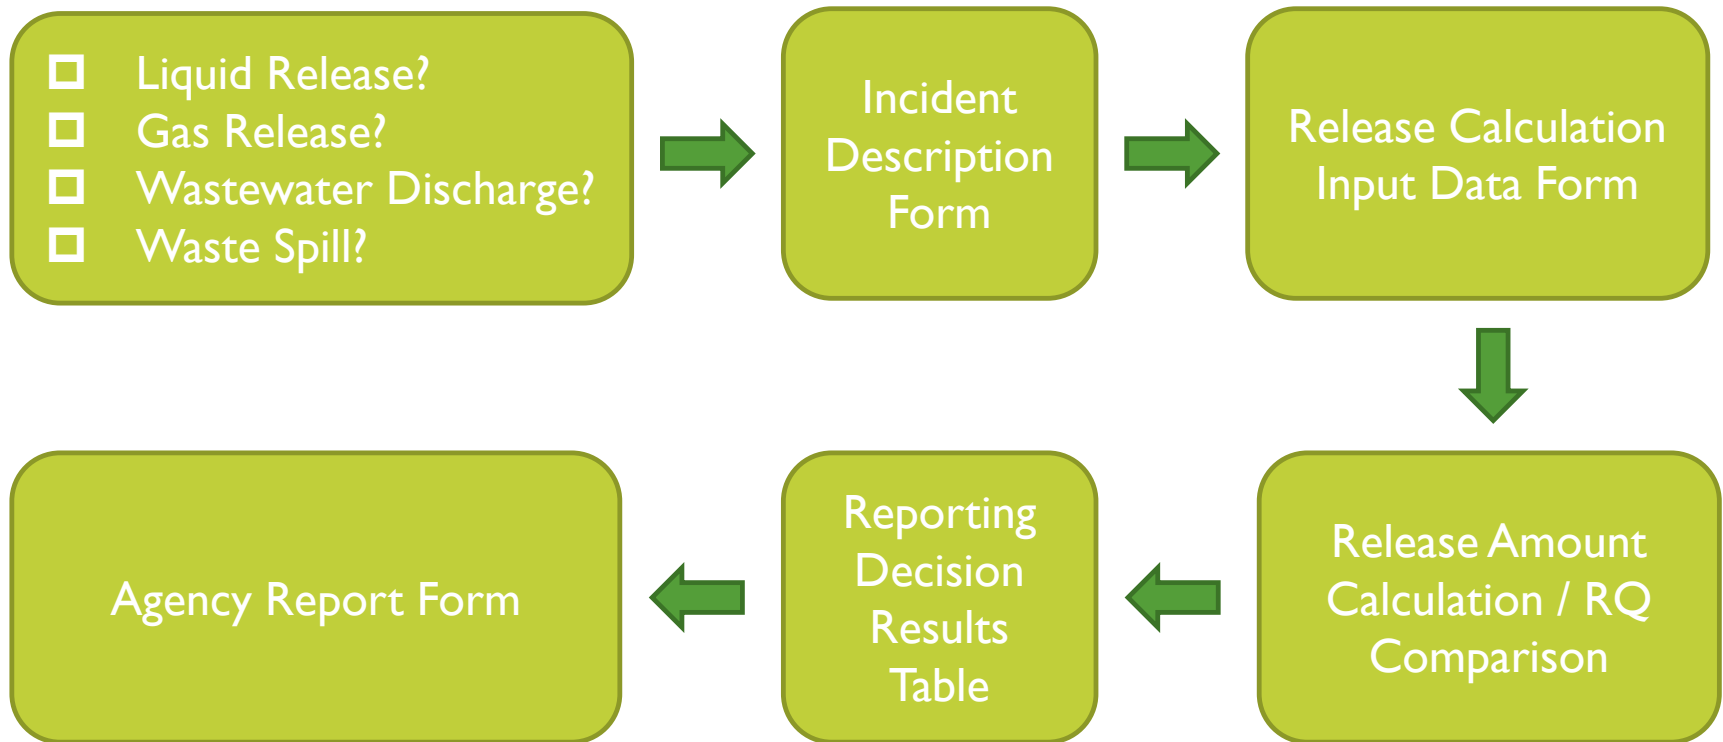 Liquid Release?
Gas Release?
Wastewater Discharge?
Waste Spill?
Incident
Description
Form
Release Calculation
Input Data Form
Release Amount
Calculation / RQ
Comparison
Reporting
Decision
Results
Table
Agency Report Form